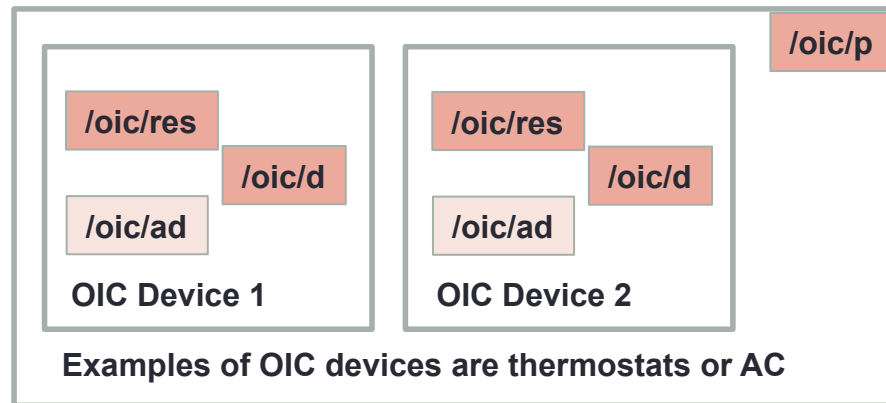 /oic/p
/oic/res
/oic/d
/oic/ad
OIC Device 1
/oic/res
/oic/d
/oic/ad
OIC Device 2
Examples of OIC devices are thermostats or AC